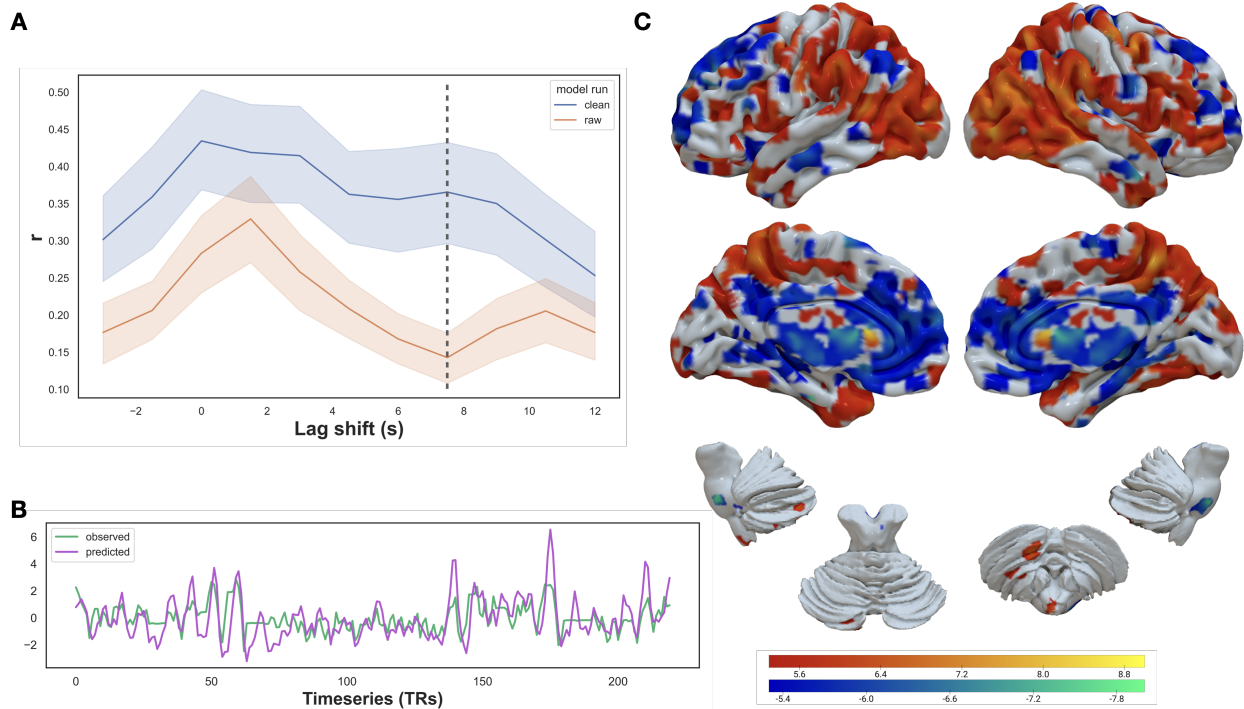 A
C
model run
clean
raw
0.50
0.45
0.40
0.35
0.30
0.25
0.20
0.15
0.10
r
−2 0 2 4 6 8 10 12
Lag shift (s)
B
observed
predicted
6
4
2
0
−2
0 50 100 150 200
Timeseries (TRs)
5.6 6.4 7.2 8.0 8.8
-5.4 -6.0 -6.6 -7.2 -7.8